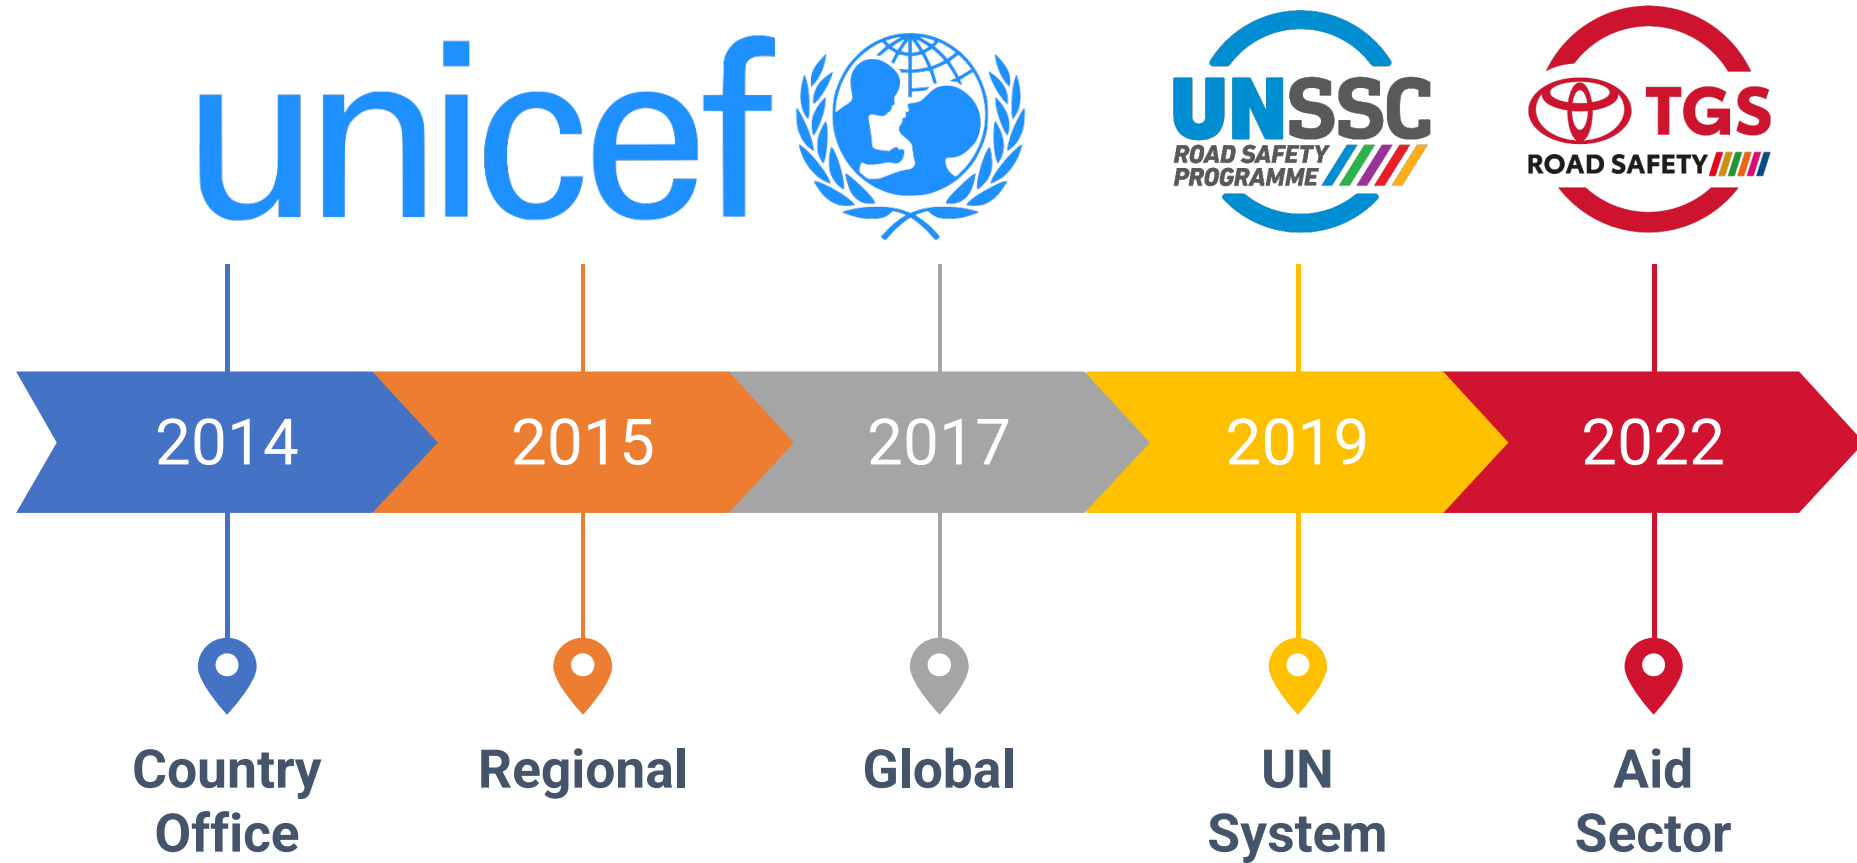 unicef
UNSSC
ROAD SAFETY
PROGRAMME
TGS
ROAD SAFETY
2014
2015
2017
2019
2022
Country
Office
Regional
Global
UN
System
Aid
Sector